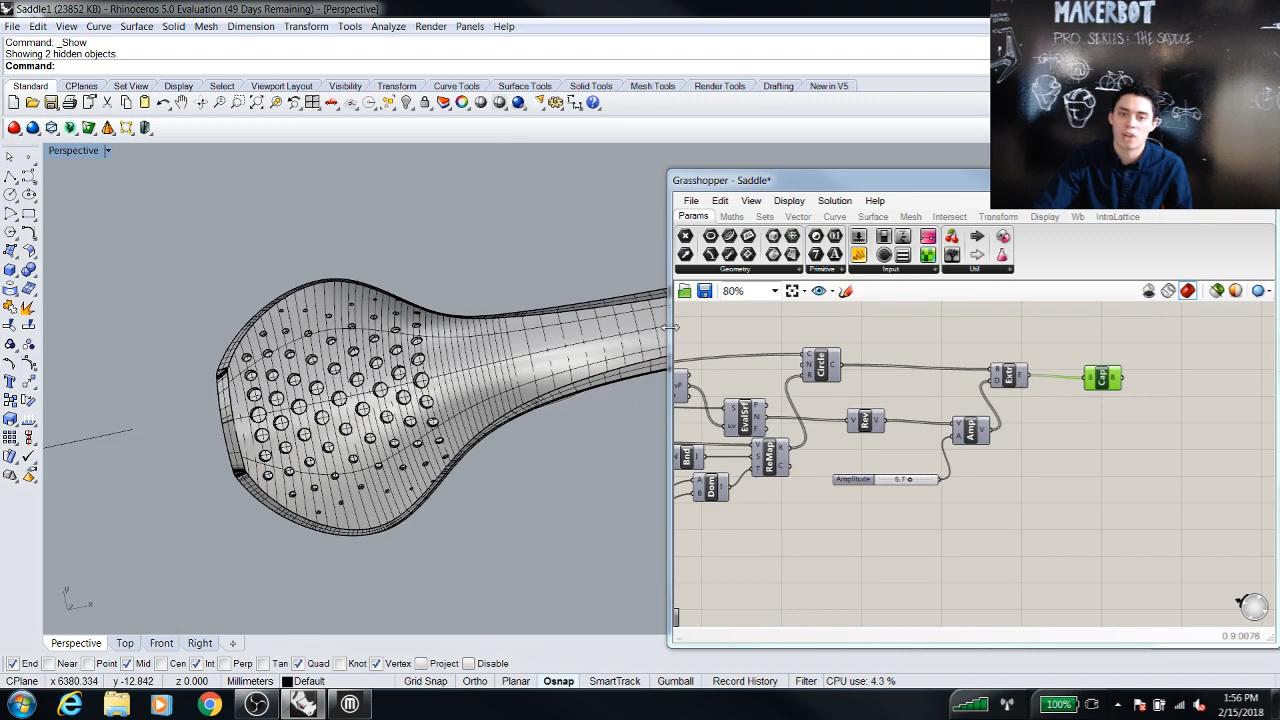 Saddle1 (23852 KB) - Rhinoceros 5.0 Evaluation (49 Days Remaining) - [Perspective]
File Edit View Curve Surface Solid Mesh Dimension Transform Tools Analyze Render Panels Help
Command: _Show
Showing 2 hidden objects.
Command:
Standard CPlanes Set View Display Select Viewport Layout Visibility Transform Curve Tools Surface Tools Solid Tools Mesh Tools Render Tools Drafting New in V5
MAKERBOT
PRO SERIES: THE SADDLE
Perspective
Grasshopper - Saddle*
File Edit View Display Solution Help
Params Maths Sets Vector Curve Surface Mesh Intersect Transform Display Wb IntraLattice
Geometry Primitive Input Util
80%
C N R Circle C
B D Extr E
B Cap B
S uv EvalSrf P N F
V Rev V
V A Amp V
Bnd I
V S T ReMap R C
A B Dom I
Amplitude 5.7
0.9.0076
y x z
Perspective Top Front Right
End Near Point Mid Cen Int Perp Tan Quad Knot Vertex Project Disable
CPlane x 6380.334 y -12.842 z 0.000 Millimeters Default Grid Snap Ortho Planar Osnap SmartTrack Gumball Record History Filter CPU use: 4.3 %
100%
1:56 PM
2/15/2018